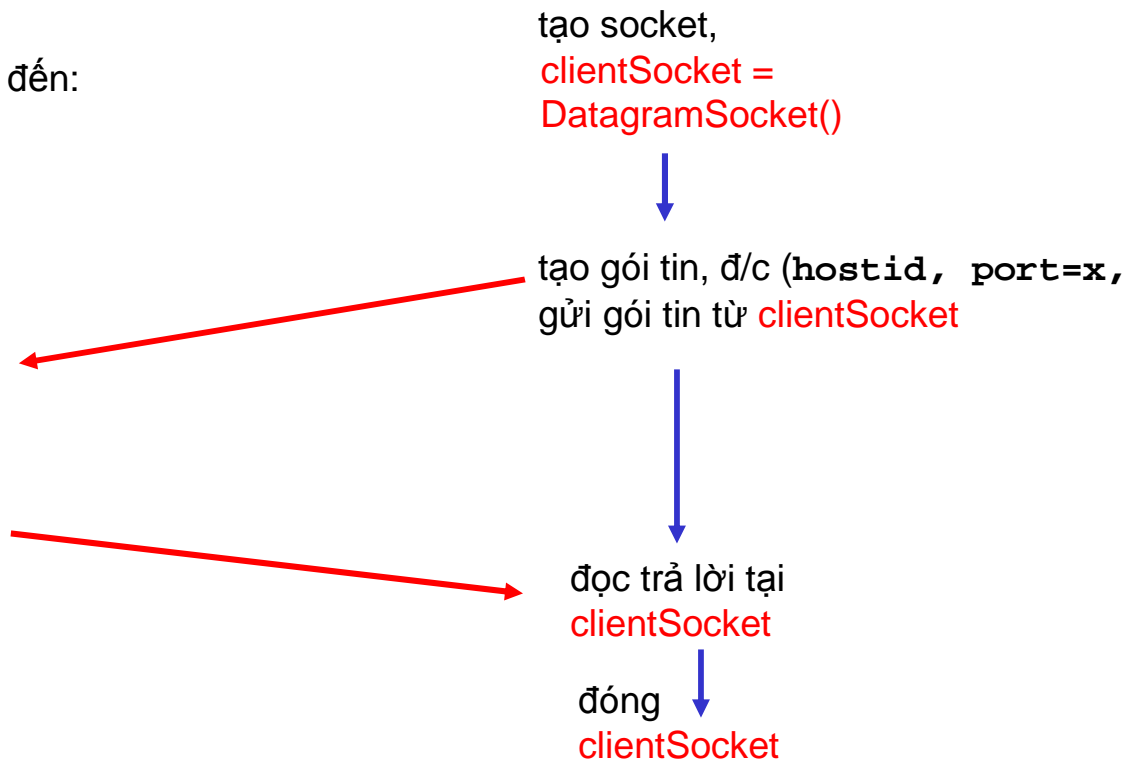 tạo socket,
đến:
clientSocket =
DatagramSocket()
tạo gói tin, đ/c (hostid, port=x,
gửi gói tin từ clientSocket
đọc trả lời tại
clientSocket
đóng
clientSocket